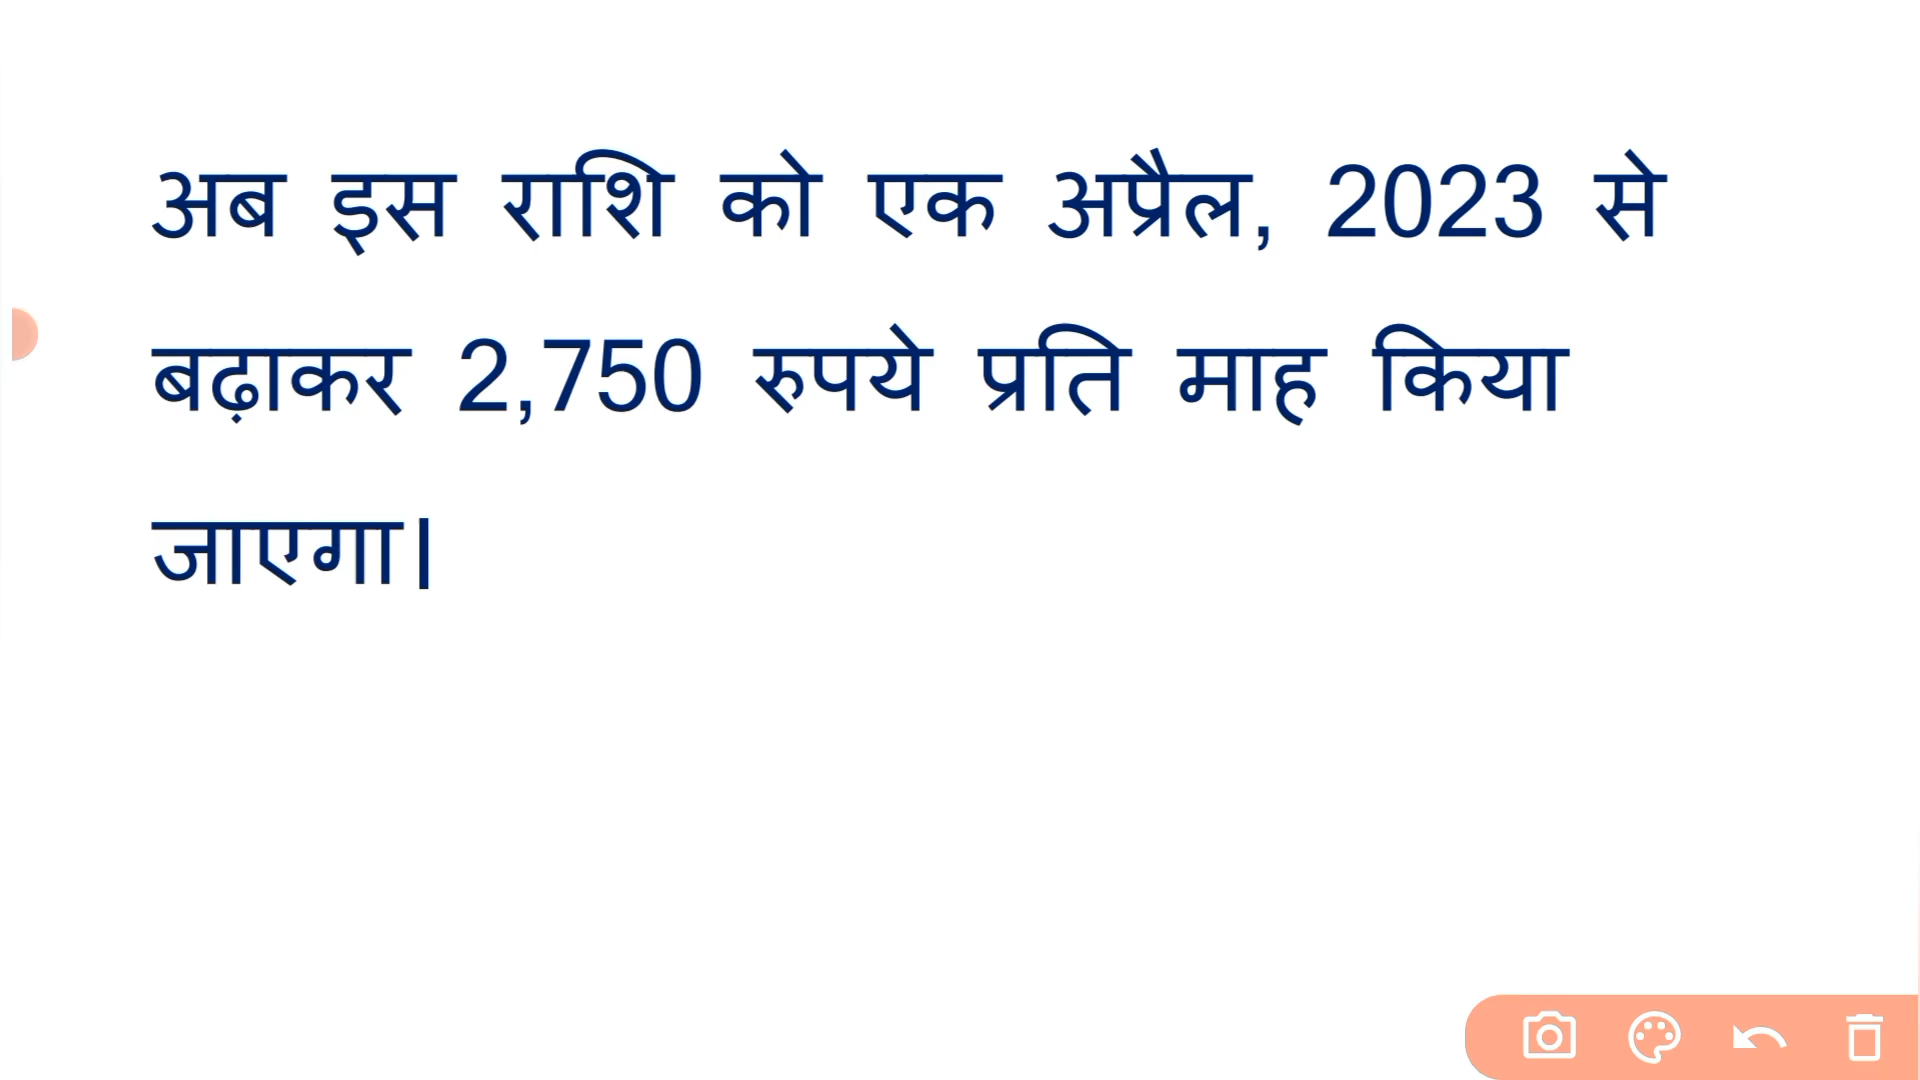 अब इस राशि को एक अप्रैल, 2023 से
बढ़ाकर 2,750 रुपये प्रति माह किया
जाएगा।